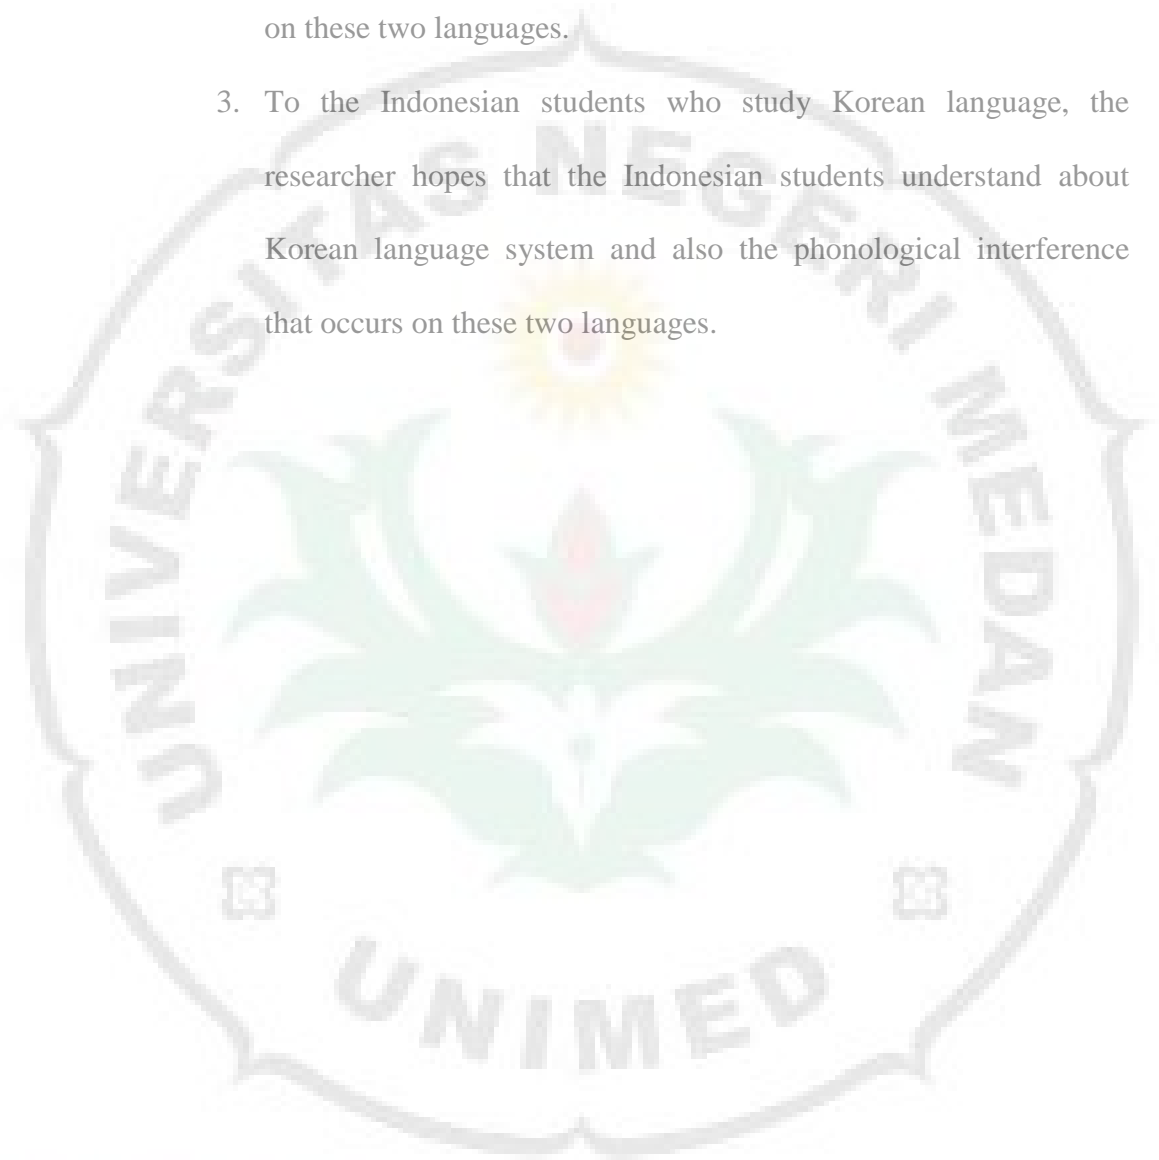 on these two languages.
3. To the Indonesian students who study Korean language, the
researcher hopes that the Indonesian students understand about
Korean language system and also the phonological interference
that occurs on these two languages.
UNIVERSITAS NEGERI MEDAN
UNIMED